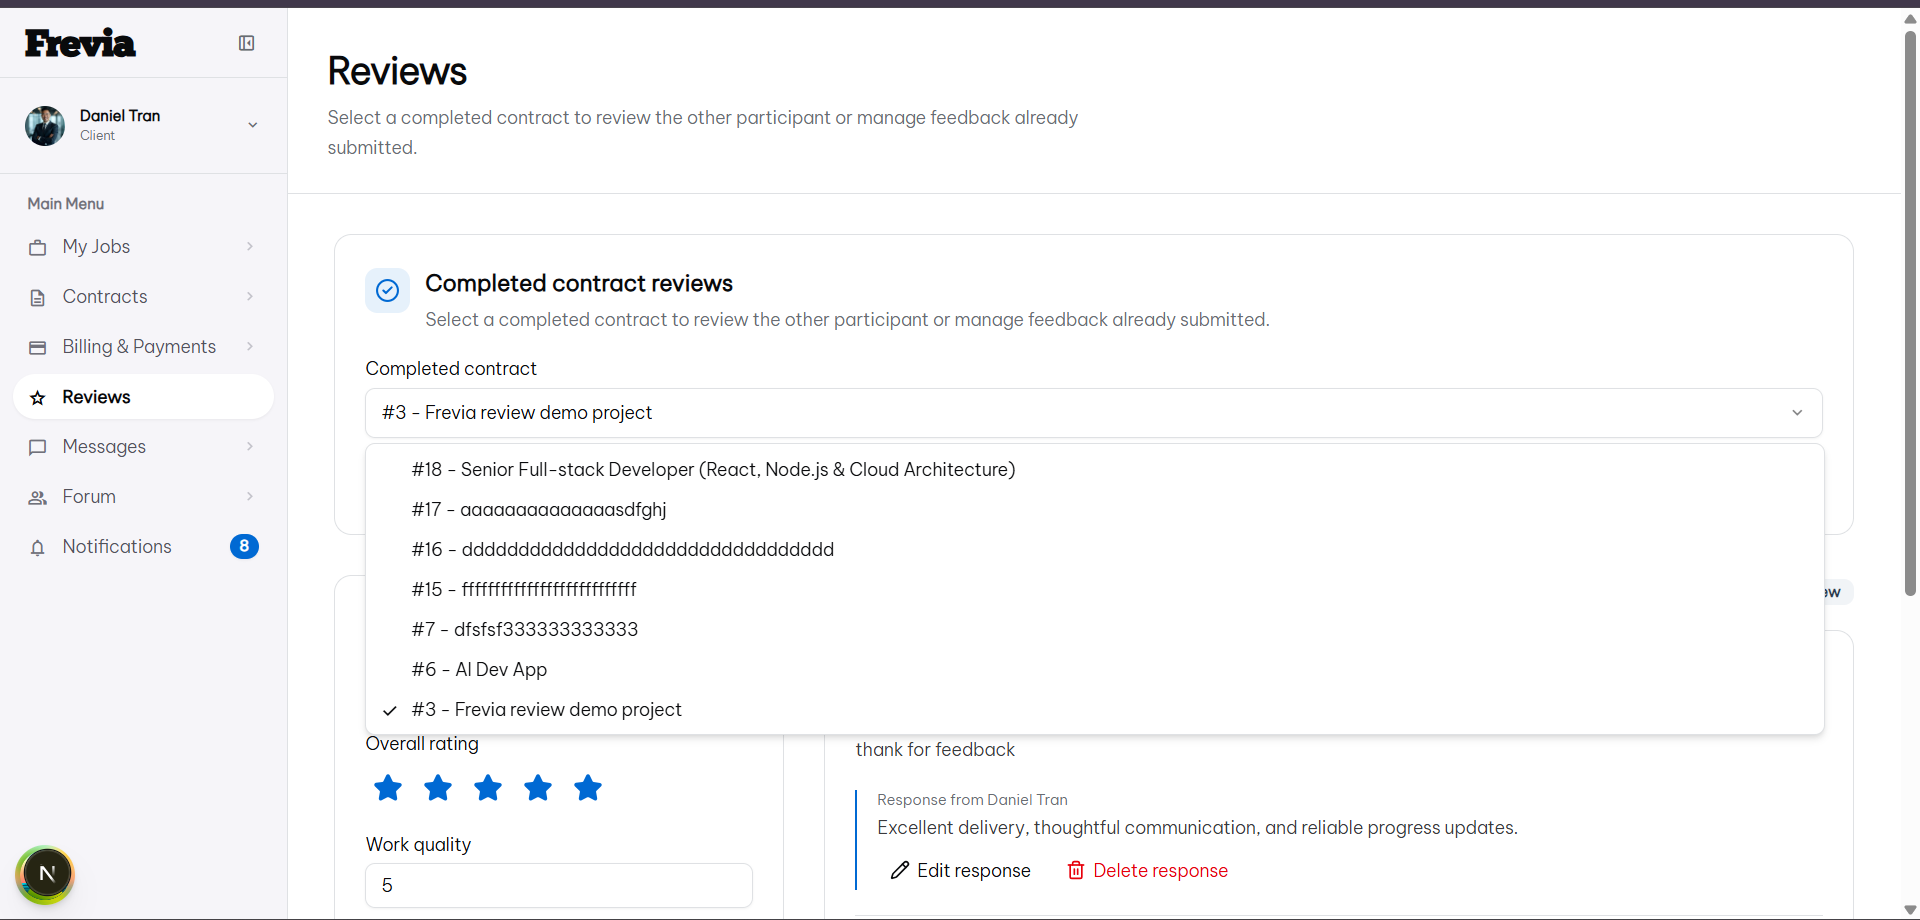 Frevia
Daniel Tran
Client
Main Menu
My Jobs
Contracts
Billing & Payments
Reviews
Messages
Forum
Notifications
8
N
Reviews
Select a completed contract to review the other participant or manage feedback already
submitted.
Completed contract reviews
Select a completed contract to review the other participant or manage feedback already submitted.
Completed contract
#3 - Frevia review demo project
#18 - Senior Full-stack Developer (React, Node.js & Cloud Architecture)
#17 - aaaaaaaaaaaaaasdfghj
#16 - ddddddddddddddddddddddddddddddddd
#15 - ffffffffffffffffffffffffffff
#7 - dfsfsf333333333333
#6 - AI Dev App
#3 - Frevia review demo project
Overall rating
Work quality
5
thank for feedback
Response from Daniel Tran
Excellent delivery, thoughtful communication, and reliable progress updates.
Edit response
Delete response